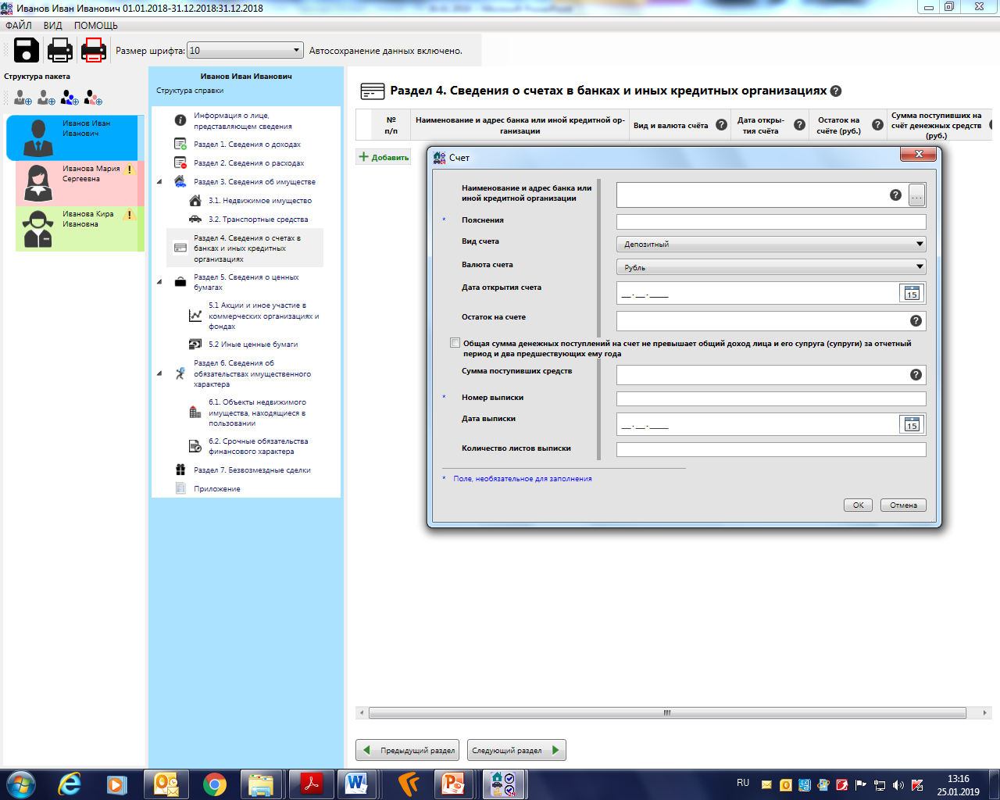 Иванов Иван Иванович 01.01.2018-31.12.2018:31.12.2018
ФАЙЛ ВИД ПОМОЩЬ
Размер шрифта: 10 Автосохранение данных включено.
Структура пакета
Иванов Иван
Иванович
Иванова Мария
Сергеевна
Иванова Кира
Ивановна
Иванов Иван Иванович
Структура справки
Информация о лице,
представляющем сведения
Раздел 1. Сведения о доходах
Раздел 2. Сведения о расходах
Раздел 3. Сведения об имуществе
3.1. Недвижимое имущество
3.2. Транспортные средства
Раздел 4. Сведения о счетах в
банках и иных кредитных
организациях
Раздел 5. Сведения о ценных
бумагах
5.1 Акции и иное участие в
коммерческих организациях и
фондах
5.2 Иные ценные бумаги
Раздел 6. Сведения об
обязательствах имущественного
характера
6.1. Объекты недвижимого
имущества, находящиеся в
пользовании
6.2. Срочные обязательства
финансового характера
Раздел 7. Безвозмездные сделки
Приложение
Раздел 4. Сведения о счетах в банках и иных кредитных организациях ?
№
п/п
Наименование и адрес банка или иной кредитной ор-
ганизации
Вид и валюта счёта ?
Дата откры-
тия счёта ?
Остаток на
счёте (руб.) ?
Сумма поступивших на
счёт денежных средств
(руб.)
Добавить
Счет
Наименование и адрес банка или
иной кредитной организации ? ...
* Пояснения
Вид счета Депозитный
Валюта счета Рубль
Дата открытия счета __.__.____ 15
Остаток на счете ?
Общая сумма денежных поступлений на счет не превышает общий доход лица и его супруга (супруги) за отчетный
период и два предшествующих ему года
Сумма поступивших средств ?
* Номер выписки
Дата выписки __.__.____ 15
Количество листов выписки
* Поле, необязательное для заполнения
ОК Отмена
Предыдущий раздел Следующий раздел
RU
13:16
25.01.2019